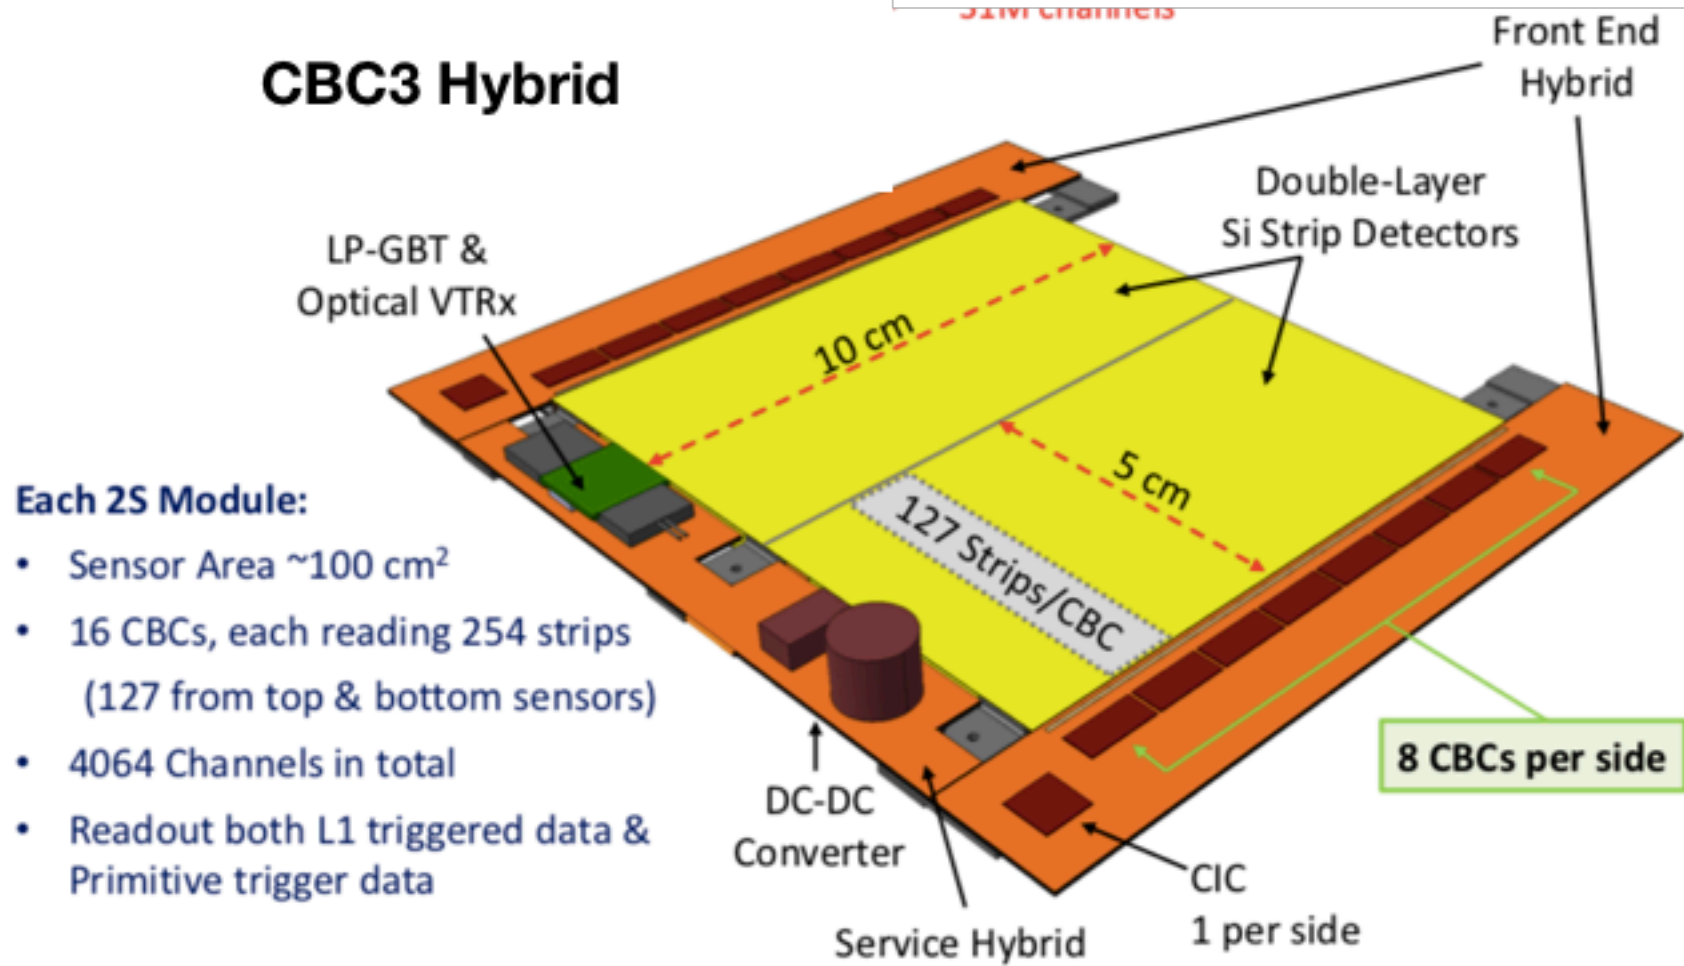 31M channels
CBC3 Hybrid
Front End
Hybrid
Double-Layer
Si Strip Detectors
LP-GBT &
Optical VTRx
10 cm
5 cm
127 Strips/CBC
Each 2S Module:
• Sensor Area ~100 cm²
• 16 CBCs, each reading 254 strips
(127 from top & bottom sensors)
• 4064 Channels in total
• Readout both L1 triggered data &
Primitive trigger data
8 CBCs per side
DC-DC
Converter
CIC
1 per side
Service Hybrid